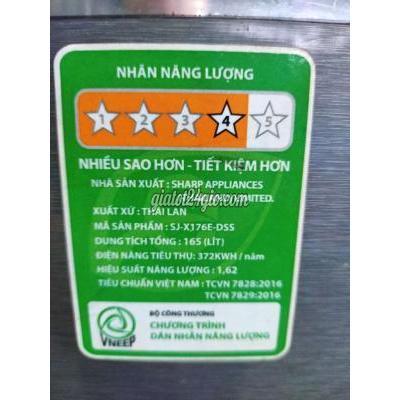 NHÃN NĂNG LƯỢNG
1 2 3 4 5
NHIỀU SAO HƠN - TIẾT KIỆM HƠN
NHÀ SẢN XUẤT : SHARP APPLIANCES
LIMITED.
giatot24gio.com
XUẤT XỨ : THÁI LAN
MÃ SẢN PHẨM : SJ-X176E-DSS
DUNG TÍCH TỔNG : 165 (LÍT)
ĐIỆN NĂNG TIÊU THỤ : 372KWH / năm
HIỆU SUẤT NĂNG LƯỢNG : 1,62
TIÊU CHUẨN VIỆT NAM : TCVN 7828:2016
TCVN 7829:2016
BỘ CÔNG THƯƠNG
CHƯƠNG TRÌNH
DÁN NHÃN NĂNG LƯỢNG
VNEEP